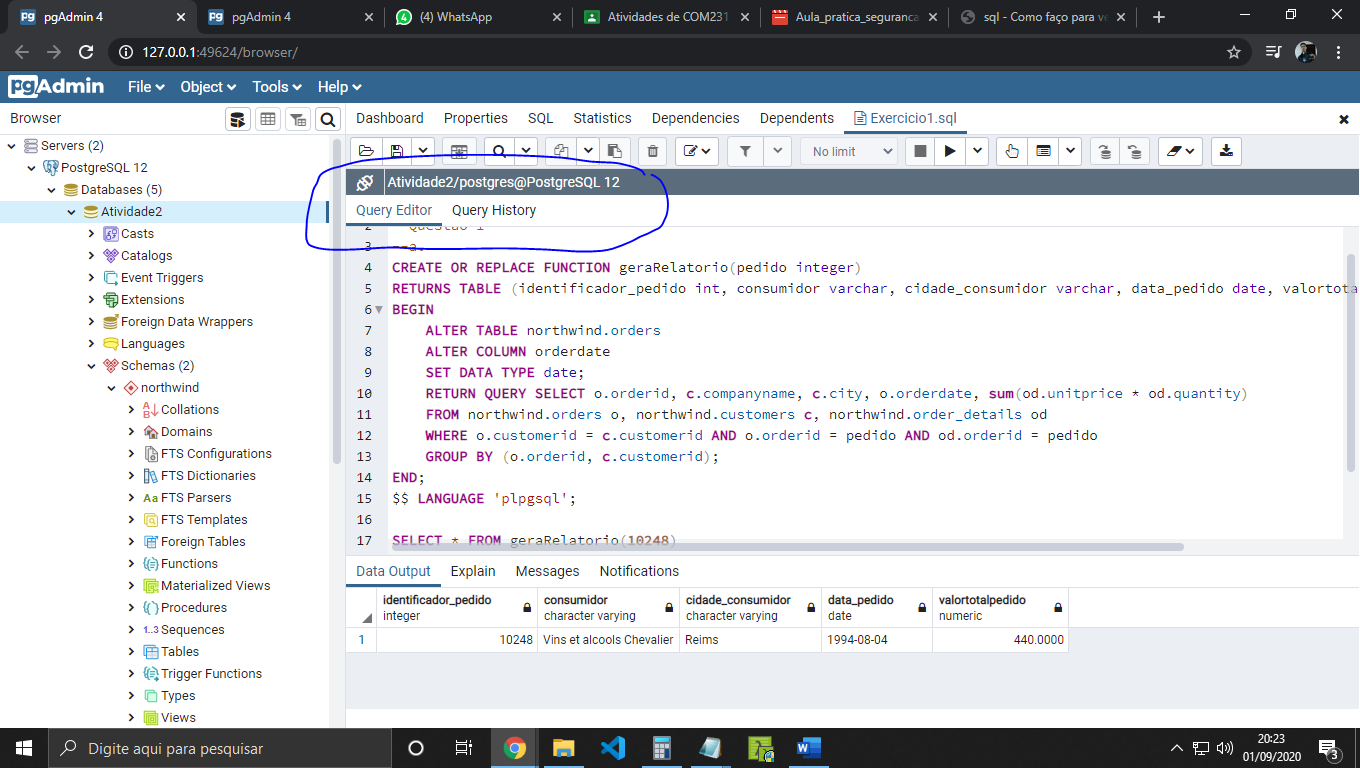 pgAdmin 4
pgAdmin 4
(4) WhatsApp
Atividades de COM231
Aula_pratica_seguranca
sql - Como faço para ve
127.0.0.1:49624/browser/
pgAdmin File Object Tools Help
Browser
Dashboard Properties SQL Statistics Dependencies Dependents Exercicio1.sql
Servers (2)
PostgreSQL 12
Databases (5)
Atividade2
Casts
Catalogs
Event Triggers
Extensions
Foreign Data Wrappers
Languages
Schemas (2)
northwind
Collations
Domains
FTS Configurations
FTS Dictionaries
FTS Parsers
FTS Templates
Foreign Tables
Functions
Materialized Views
Procedures
1..3 Sequences
Tables
Trigger Functions
Types
Views
No limit
Atividade2/postgres@PostgreSQL 12
Query Editor Query History
2
3 --a.
4 CREATE OR REPLACE FUNCTION geraRelatorio(pedido integer)
5 RETURNS TABLE (identificador_pedido int, consumidor varchar, cidade_consumidor varchar, data_pedido date, valortota
6 BEGIN
7 ALTER TABLE northwind.orders
8 ALTER COLUMN orderdate
9 SET DATA TYPE date;
10 RETURN QUERY SELECT o.orderid, c.companyname, c.city, o.orderdate, sum(od.unitprice * od.quantity)
11 FROM northwind.orders o, northwind.customers c, northwind.order_details od
12 WHERE o.customerid = c.customerid AND o.orderid = pedido AND od.orderid = pedido
13 GROUP BY (o.orderid, c.customerid);
14 END;
15 $$ LANGUAGE 'plpgsql';
16
17 SELECT * FROM geraRelatorio(10248)
Data Output Explain Messages Notifications
identificador_pedido consumidor cidade_consumidor data_pedido valortotalpedido
integer character varying character varying date numeric
1 10248 Vins et alcools Chevalier Reims 1994-08-04 440.0000
Digite aqui para pesquisar
20:23
01/09/2020
3